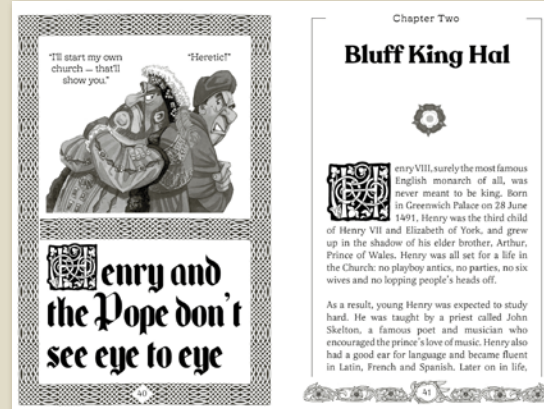 "I'll start my own
church — that'll
show you."
"Heretic!"
Henry and
the Pope don't
see eye to eye
40
Chapter Two
Bluff King Hal
Henry VIII, surely the most famous
English monarch of all, was
never meant to be king. Born
in Greenwich Palace on 28 June
1491, Henry was the third child
of Henry VII and Elizabeth of York, and grew
up in the shadow of his elder brother, Arthur,
Prince of Wales. Henry was all set for a life in
the Church: no playboy antics, no parties, no six
wives and no lopping people's heads off.
As a result, young Henry was expected to study
hard. He was taught by a priest called John
Skelton, a famous poet and musician who
encouraged the prince's love of music. Henry also
had a good ear for language and became fluent
in Latin, French and Spanish. Later on in life,
41